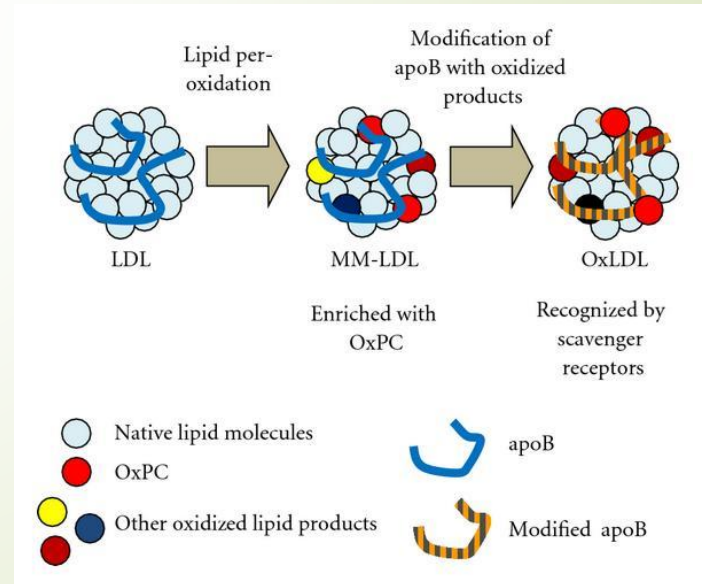 Lipid per-
oxidation
Modification of
apoB with oxidized
products
LDL
MM-LDL
OxLDL
Enriched with
OxPC
Recognized by
scavenger
receptors
Native lipid molecules
OxPC
Other oxidized lipid products
apoB
Modified apoB